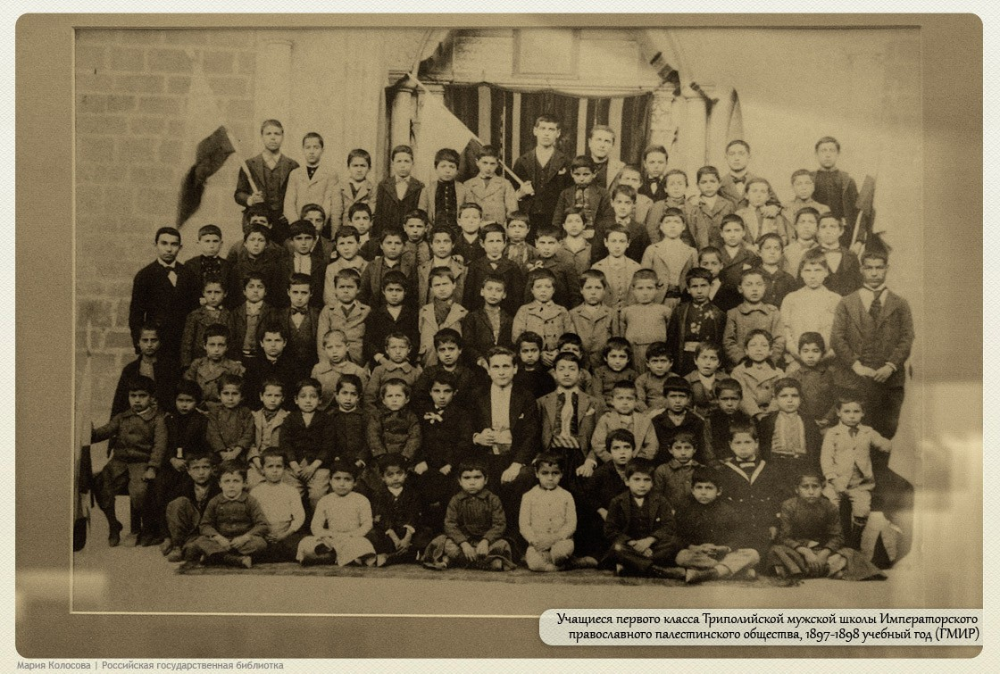 Учащиеся первого класса Триполийской мужской школы Императорского
православного палестинского общества, 1897-1898 учебный год (ГМИР)
Мария Колосова | Российская государственная библиотка